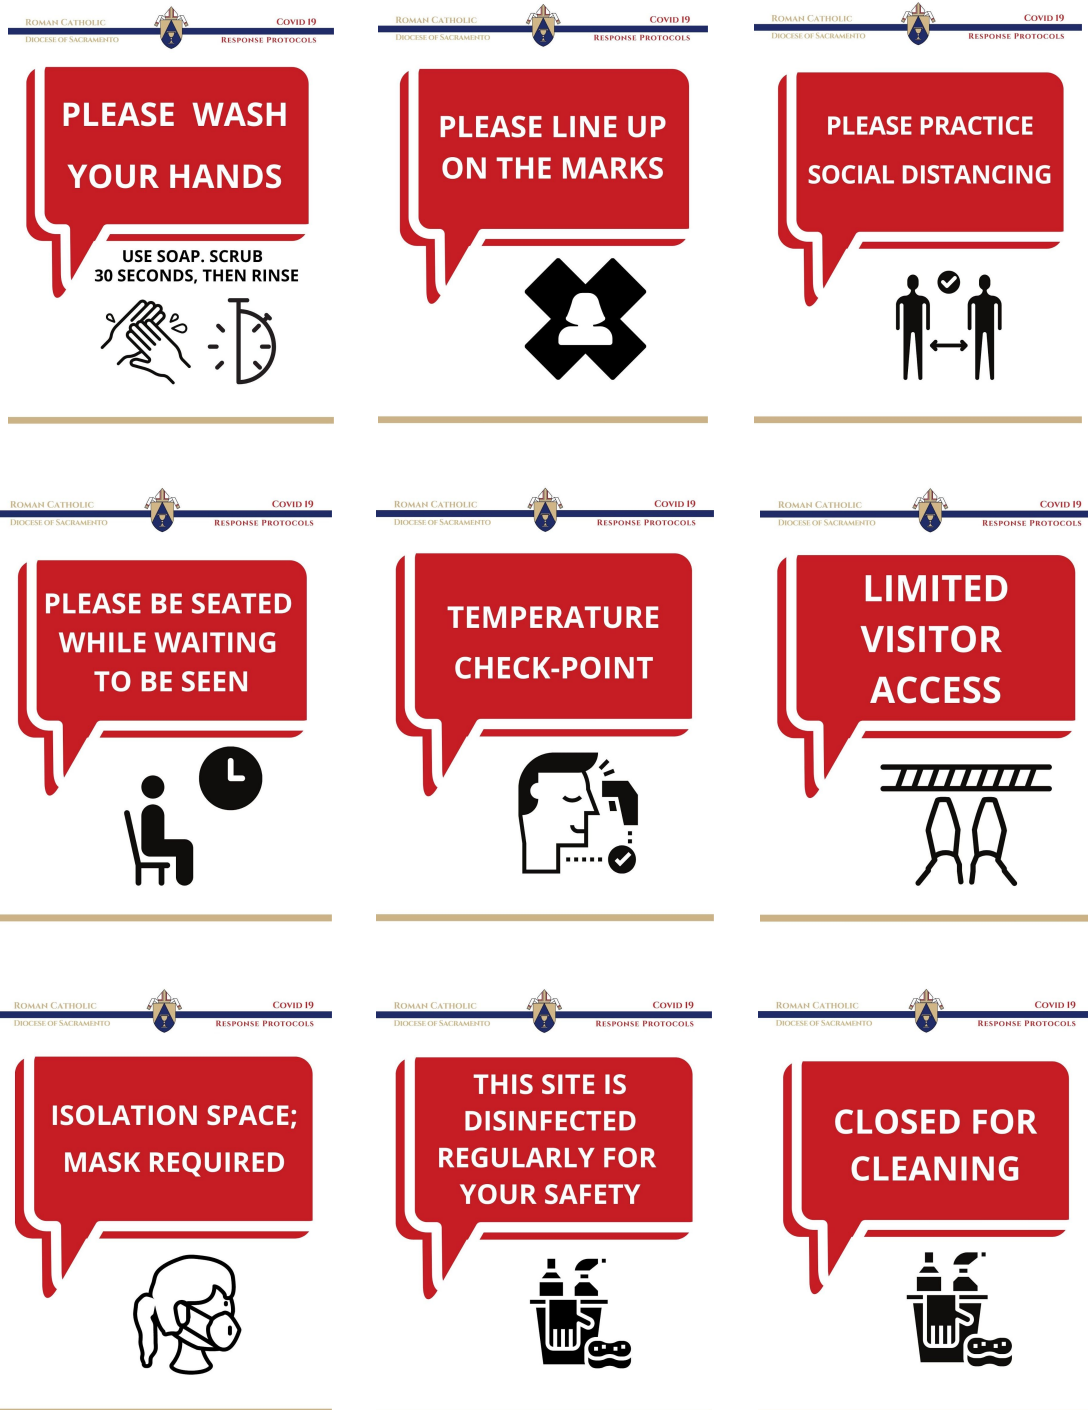 ROMAN CATHOLIC
DIOCESE OF SACRAMENTO
COVID 19
RESPONSE PROTOCOLS
PLEASE WASH
YOUR HANDS
USE SOAP. SCRUB
30 SECONDS, THEN RINSE
ROMAN CATHOLIC
DIOCESE OF SACRAMENTO
COVID 19
RESPONSE PROTOCOLS
PLEASE LINE UP
ON THE MARKS
ROMAN CATHOLIC
DIOCESE OF SACRAMENTO
COVID 19
RESPONSE PROTOCOLS
PLEASE PRACTICE
SOCIAL DISTANCING
ROMAN CATHOLIC
DIOCESE OF SACRAMENTO
COVID 19
RESPONSE PROTOCOLS
PLEASE BE SEATED
WHILE WAITING
TO BE SEEN
ROMAN CATHOLIC
DIOCESE OF SACRAMENTO
COVID 19
RESPONSE PROTOCOLS
TEMPERATURE
CHECK-POINT
ROMAN CATHOLIC
DIOCESE OF SACRAMENTO
COVID 19
RESPONSE PROTOCOLS
LIMITED
VISITOR
ACCESS
ROMAN CATHOLIC
DIOCESE OF SACRAMENTO
COVID 19
RESPONSE PROTOCOLS
ISOLATION SPACE;
MASK REQUIRED
ROMAN CATHOLIC
DIOCESE OF SACRAMENTO
COVID 19
RESPONSE PROTOCOLS
THIS SITE IS
DISINFECTED
REGULARLY FOR
YOUR SAFETY
ROMAN CATHOLIC
DIOCESE OF SACRAMENTO
COVID 19
RESPONSE PROTOCOLS
CLOSED FOR
CLEANING